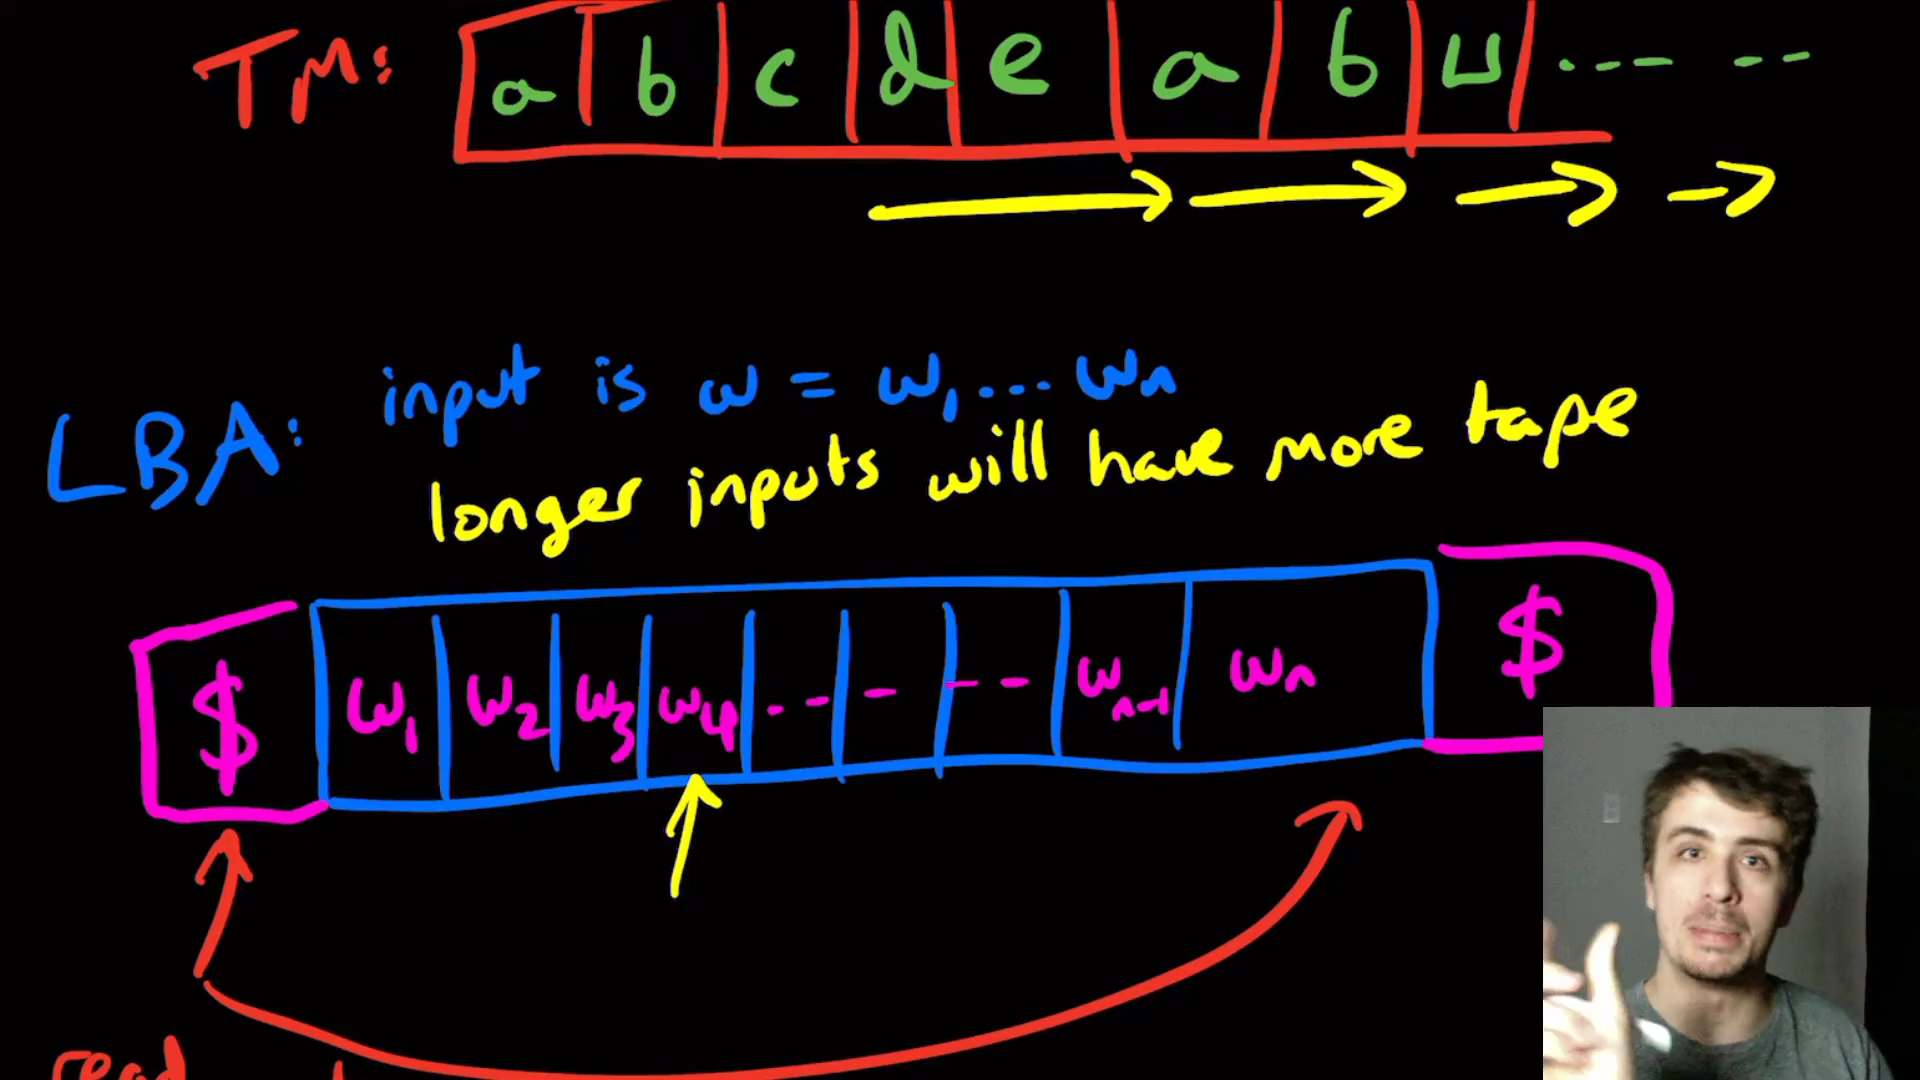 TM: a b c d e a b ⊔ --- --
LBA: input is w = w₁ ... wₙ
longer inputs will have more tape
$ w₁ w₂ w₃ w₄ -- - -- wₙ₋₁ wₙ $
read